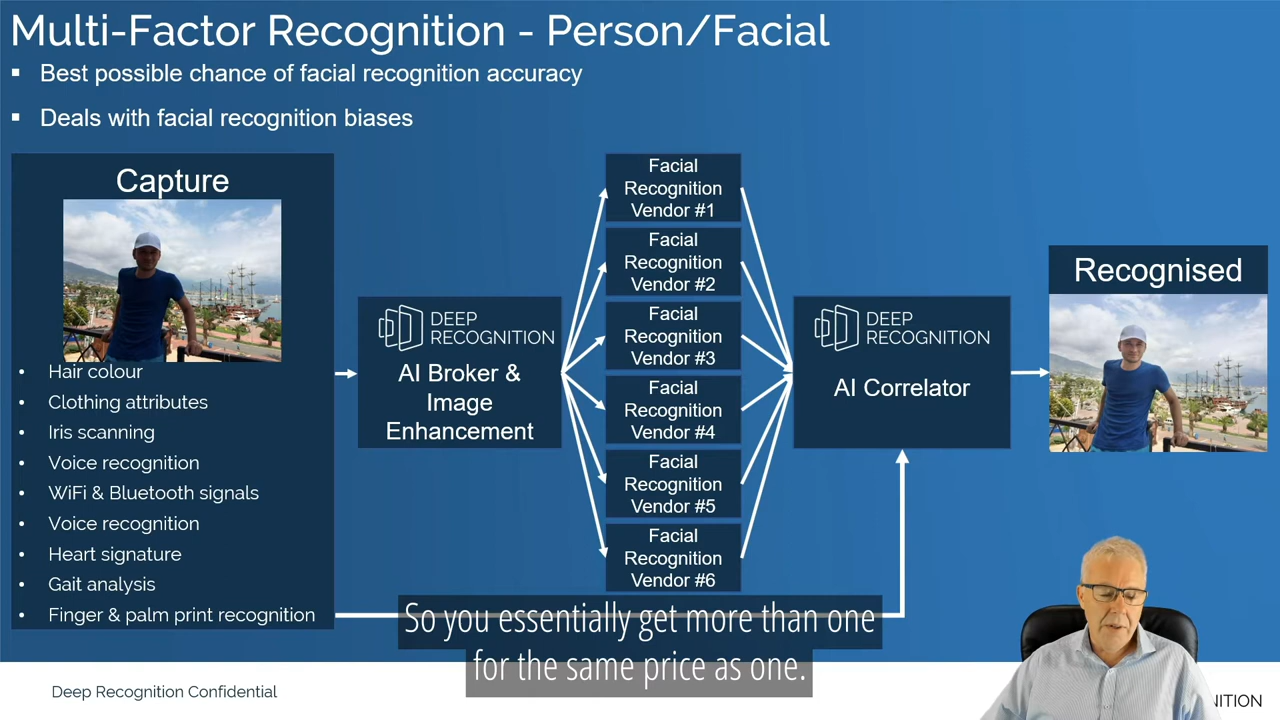 Multi-Factor Recognition - Person/Facial
▪ Best possible chance of facial recognition accuracy
▪ Deals with facial recognition biases
Capture
• Hair colour
• Clothing attributes
• Iris scanning
• Voice recognition
• WiFi & Bluetooth signals
• Voice recognition
• Heart signature
• Gait analysis
• Finger & palm print recognition
DEEP
RECOGNITION
AI Broker &
Image
Enhancement
Facial
Recognition
Vendor #1
Facial
Recognition
Vendor #2
Facial
Recognition
Vendor #3
Facial
Recognition
Vendor #4
Facial
Recognition
Vendor #5
Facial
Recognition
Vendor #6
DEEP
RECOGNITION
AI Correlator
Recognised
So you essentially get more than one
for the same price as one.
Deep Recognition Confidential
NITION